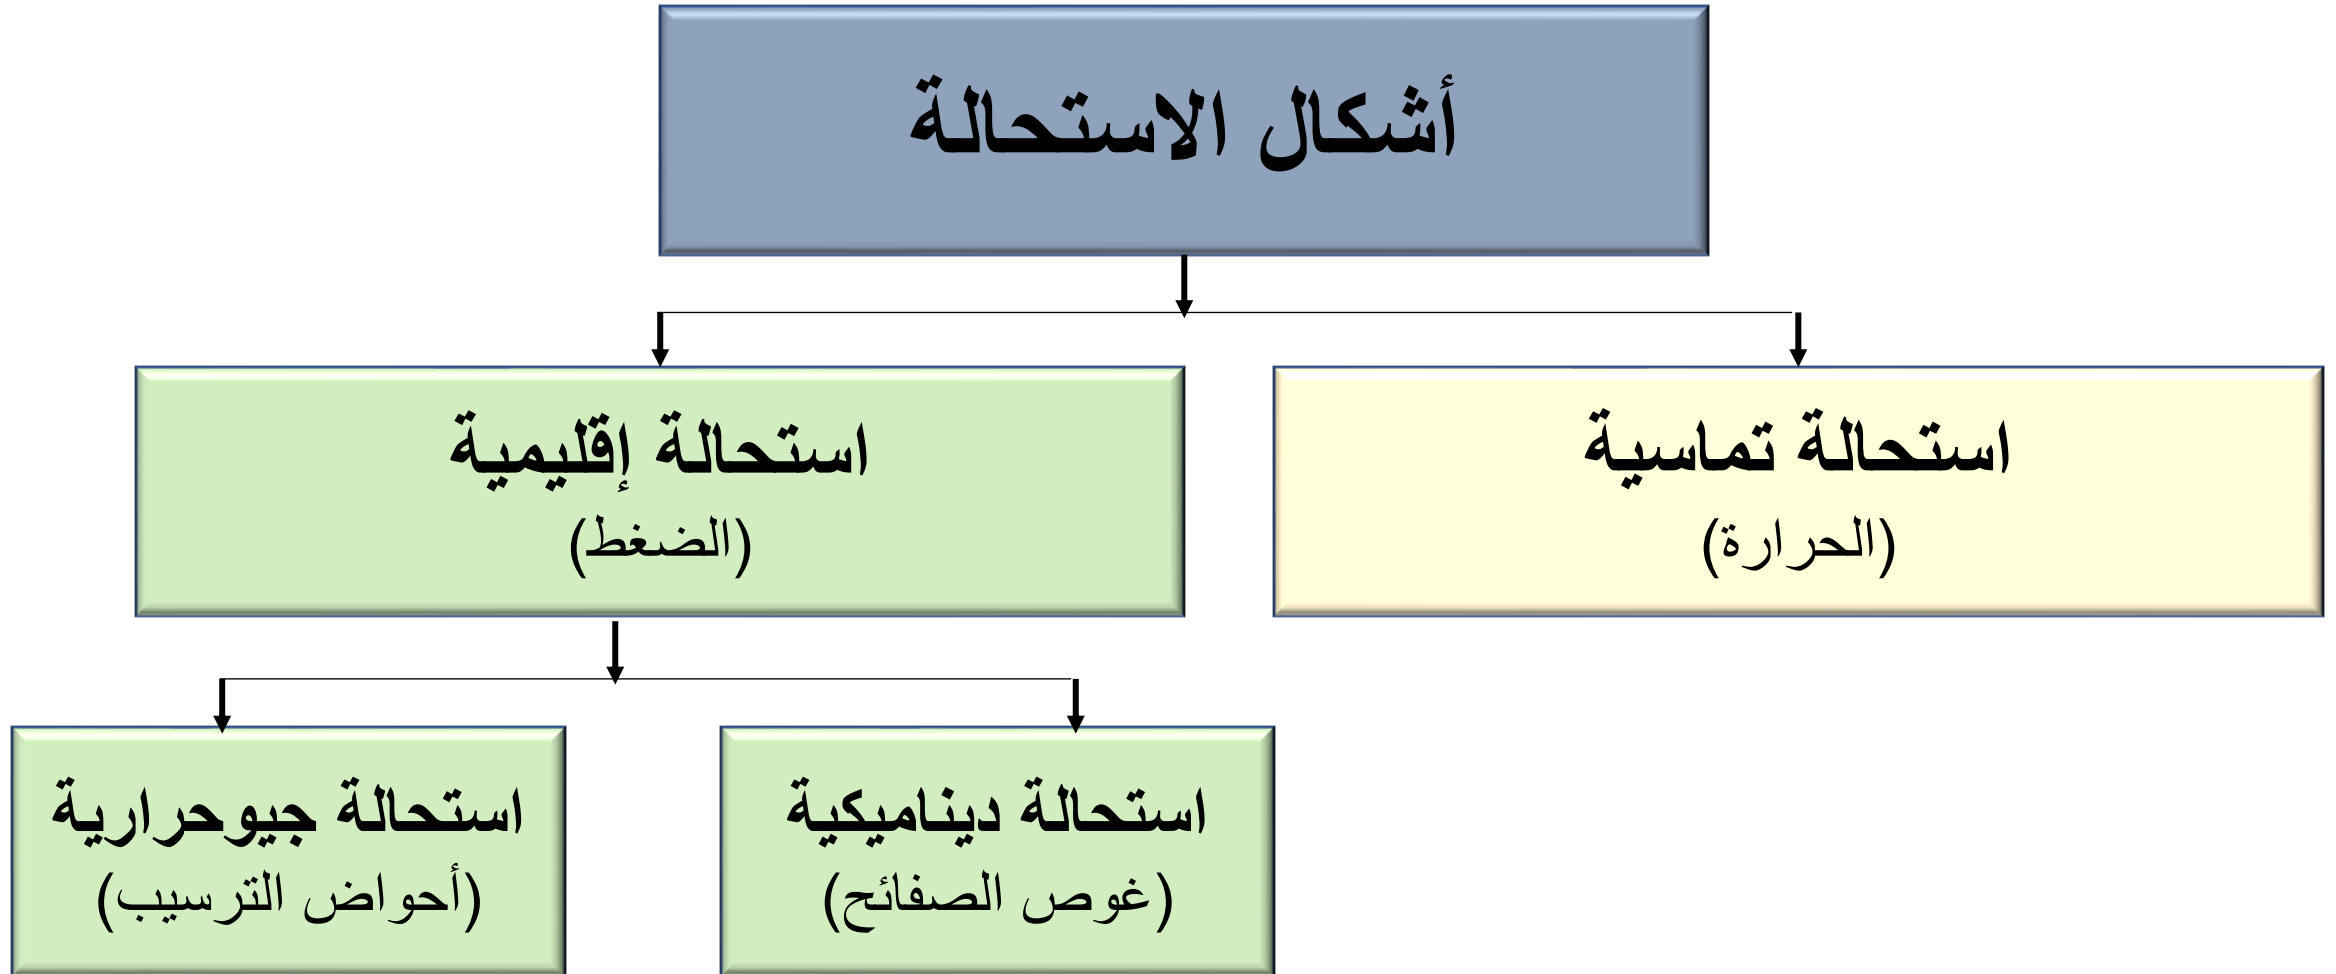 أشكال الاستحالة
استحالة تماسية
(الحرارة)
استحالة إقليمية
(الضغط)
استحالة ديناميكية
(غوص الصفائح)
استحالة جيوحرارية
(أحواض الترسيب)